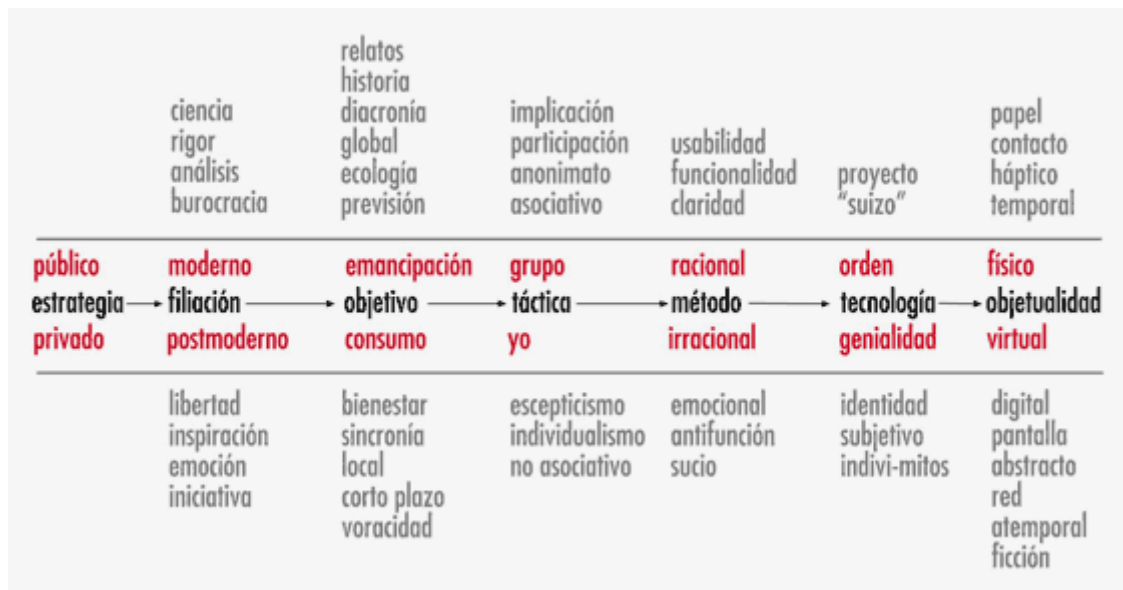 relatos
historia
ciencia diacronía implicación papel
rigor global participación usabilidad contacto
análisis ecología anonimato funcionalidad proyecto háptico
burocracia previsión asociativo claridad “suizo” temporal
público moderno emancipación grupo racional orden físico
estrategia filiación objetivo táctica método tecnología objetualidad
privado postmoderno consumo yo irracional genialidad virtual
libertad bienestar escepticismo emocional identidad digital
inspiración sincronía individualismo antifunción subjetivo pantalla
emoción local no asociativo sucio indivi-mitos abstracto
iniciativa corto plazo red
voracidad atemporal
ficción